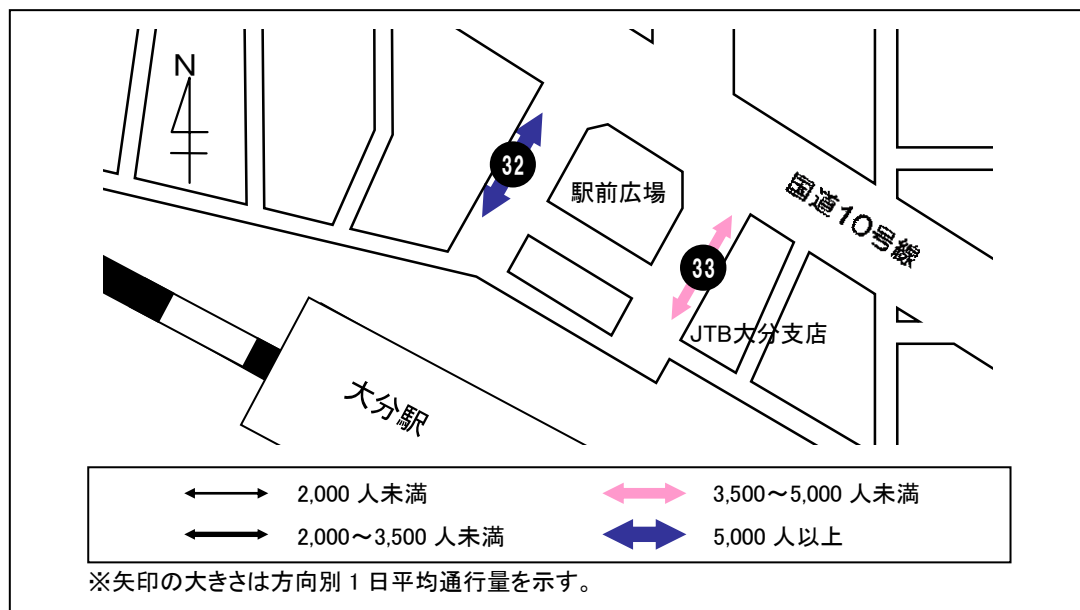 N
32
駅前広場
国道10号線
33
JTB大分支店
大分駅
2,000 人未満
3,500～5,000 人未満
2,000～3,500 人未満
5,000 人以上
※矢印の大きさは方向別 1 日平均通行量を示す。